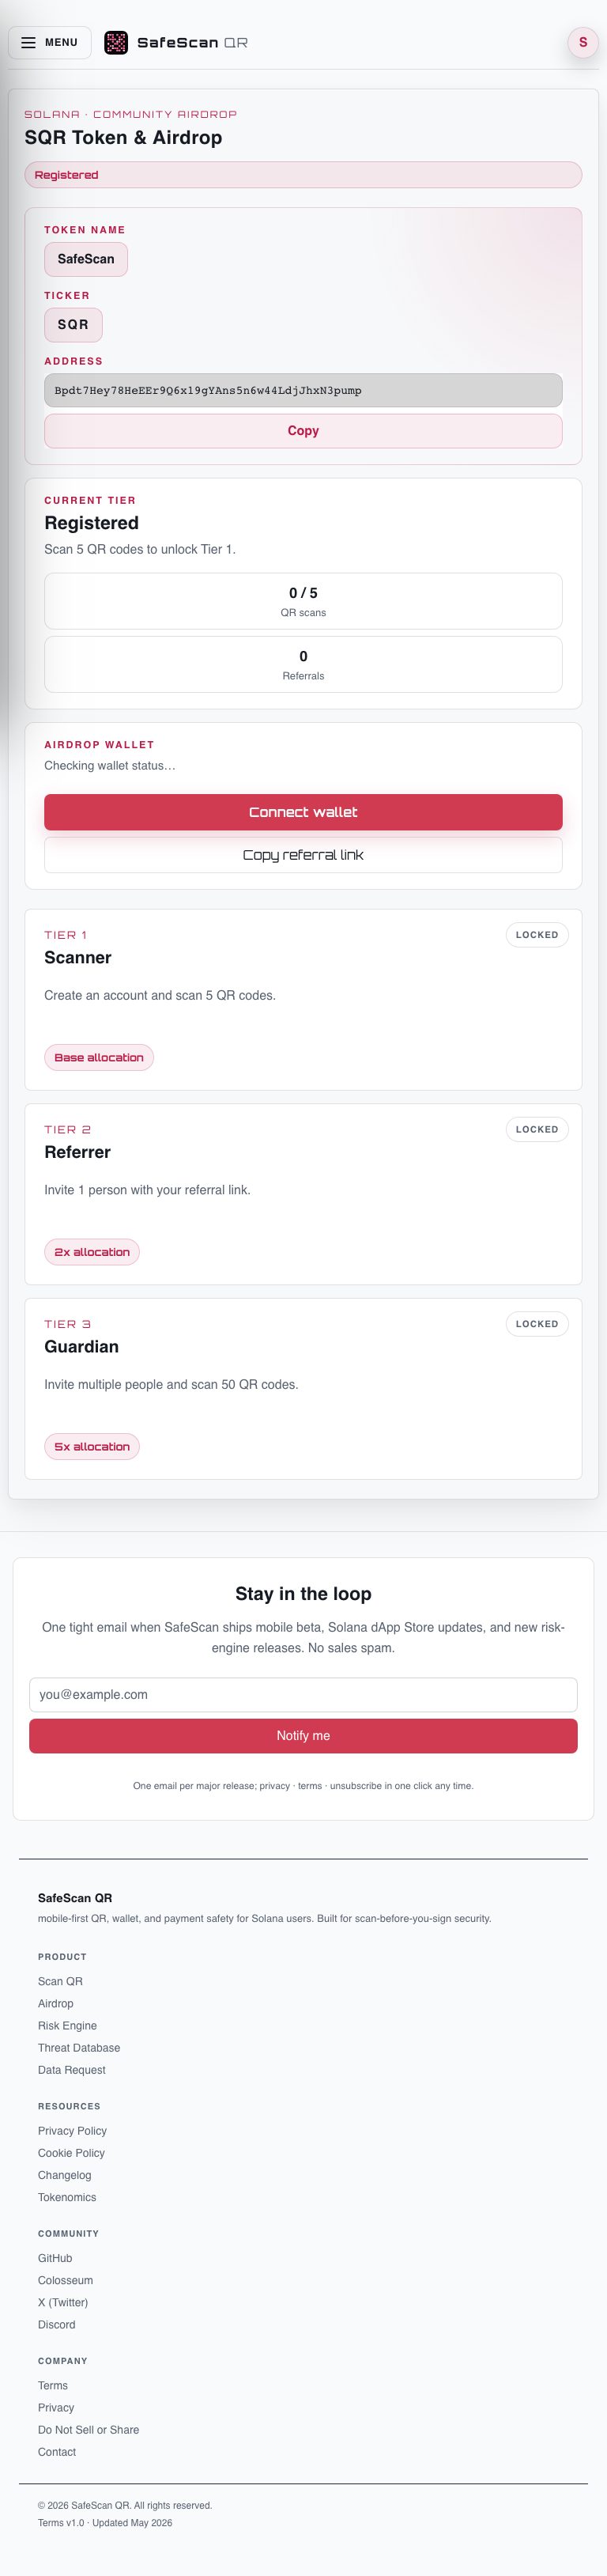 MENU
SafeScan QR
S
SOLANA · COMMUNITY AIRDROP
SQR Token & Airdrop
Registered
TOKEN NAME
SafeScan
TICKER
SQR
ADDRESS
Bpdt7Hey78HeEEr9Q6x19gYAns5n6w44LdjJhxN3pump
Copy
CURRENT TIER
Registered
Scan 5 QR codes to unlock Tier 1.
0 / 5
QR scans
0
Referrals
AIRDROP WALLET
Checking wallet status…
Connect wallet
Copy referral link
TIER 1
LOCKED
Scanner
Create an account and scan 5 QR codes.
Base allocation
TIER 2
LOCKED
Referrer
Invite 1 person with your referral link.
2x allocation
TIER 3
LOCKED
Guardian
Invite multiple people and scan 50 QR codes.
5x allocation
Stay in the loop
One tight email when SafeScan ships mobile beta, Solana dApp Store updates, and new risk-
engine releases. No sales spam.
you@example.com
Notify me
One email per major release; privacy · terms · unsubscribe in one click any time.
SafeScan QR
mobile-first QR, wallet, and payment safety for Solana users. Built for scan-before-you-sign security.
PRODUCT
Scan QR
Airdrop
Risk Engine
Threat Database
Data Request
RESOURCES
Privacy Policy
Cookie Policy
Changelog
Tokenomics
COMMUNITY
GitHub
Colosseum
X (Twitter)
Discord
COMPANY
Terms
Privacy
Do Not Sell or Share
Contact
© 2026 SafeScan QR. All rights reserved.
Terms v1.0 · Updated May 2026